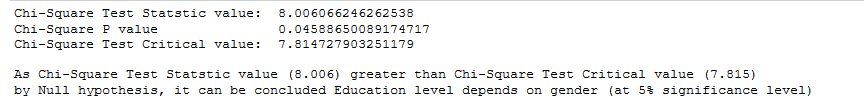 Chi-Square Test Statstic value:  8.006066246262538
Chi-Square P value               0.04588650089174717
Chi-Square Test Critical value:  7.814727903251179
As Chi-Square Test Statstic value (8.006) greater than Chi-Square Test Critical value (7.815)
by Null hypothesis, it can be concluded Education level depends on gender (at 5% significance level)